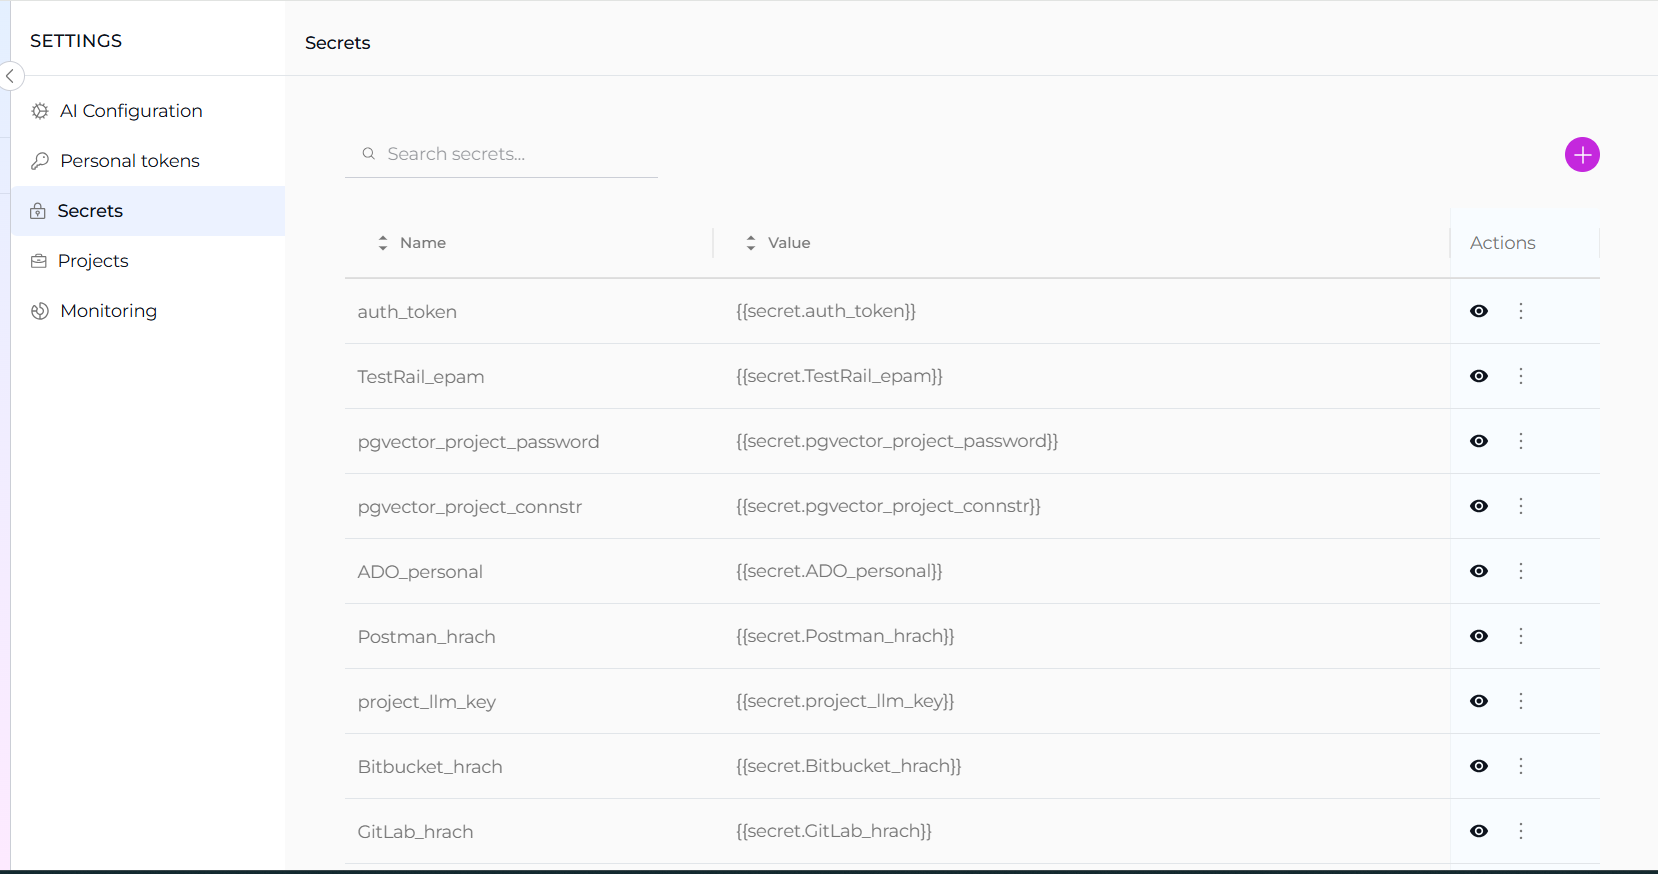 SETTINGS
AI Configuration
Personal tokens
Secrets
Projects
Monitoring
Secrets
Search secrets...
Name Value Actions
auth_token {{secret.auth_token}}
TestRail_epam {{secret.TestRail_epam}}
pgvector_project_password {{secret.pgvector_project_password}}
pgvector_project_connstr {{secret.pgvector_project_connstr}}
ADO_personal {{secret.ADO_personal}}
Postman_hrach {{secret.Postman_hrach}}
project_llm_key {{secret.project_llm_key}}
Bitbucket_hrach {{secret.Bitbucket_hrach}}
GitLab_hrach {{secret.GitLab_hrach}}